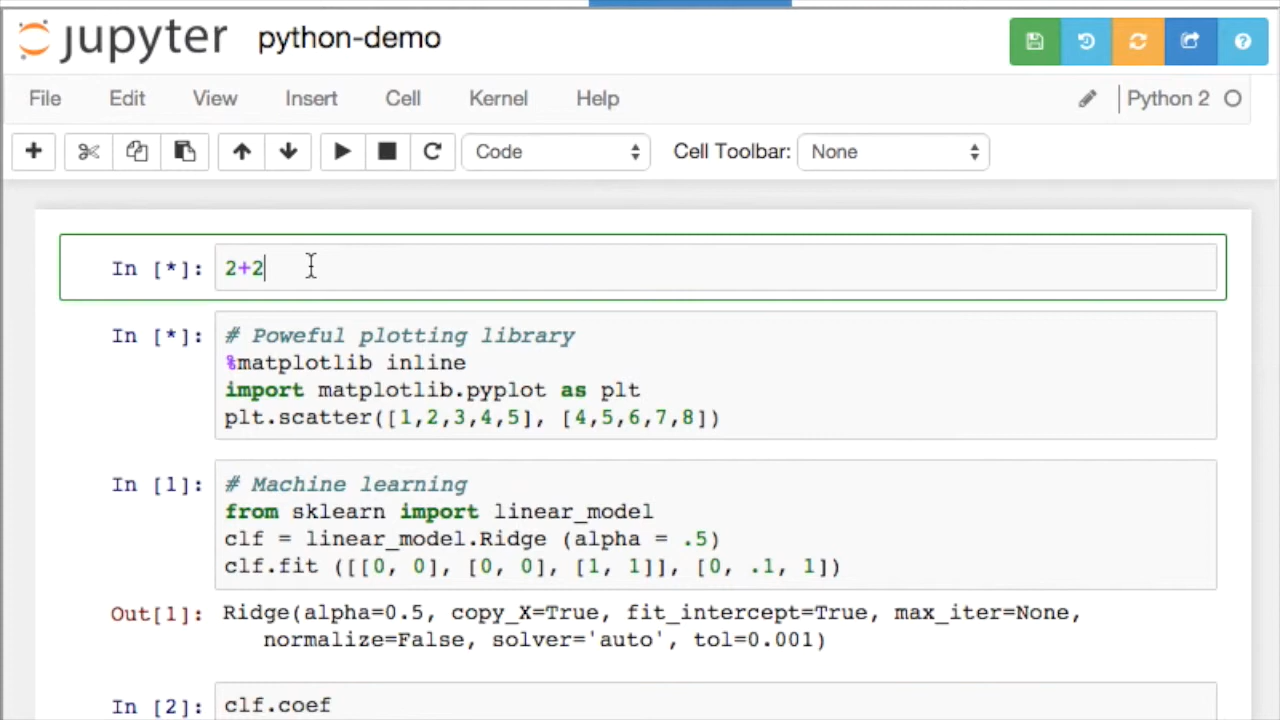 jupyter python-demo
File Edit View Insert Cell Kernel Help Python 2
Code Cell Toolbar: None
In [*]: 2+2
In [*]: # Poweful plotting library
%matplotlib inline
import matplotlib.pyplot as plt
plt.scatter([1,2,3,4,5], [4,5,6,7,8])
In [1]: # Machine learning
from sklearn import linear_model
clf = linear_model.Ridge (alpha = .5)
clf.fit ([[0, 0], [0, 0], [1, 1]], [0, .1, 1])
Out[1]: Ridge(alpha=0.5, copy_X=True, fit_intercept=True, max_iter=None,
normalize=False, solver='auto', tol=0.001)
In [2]: clf.coef